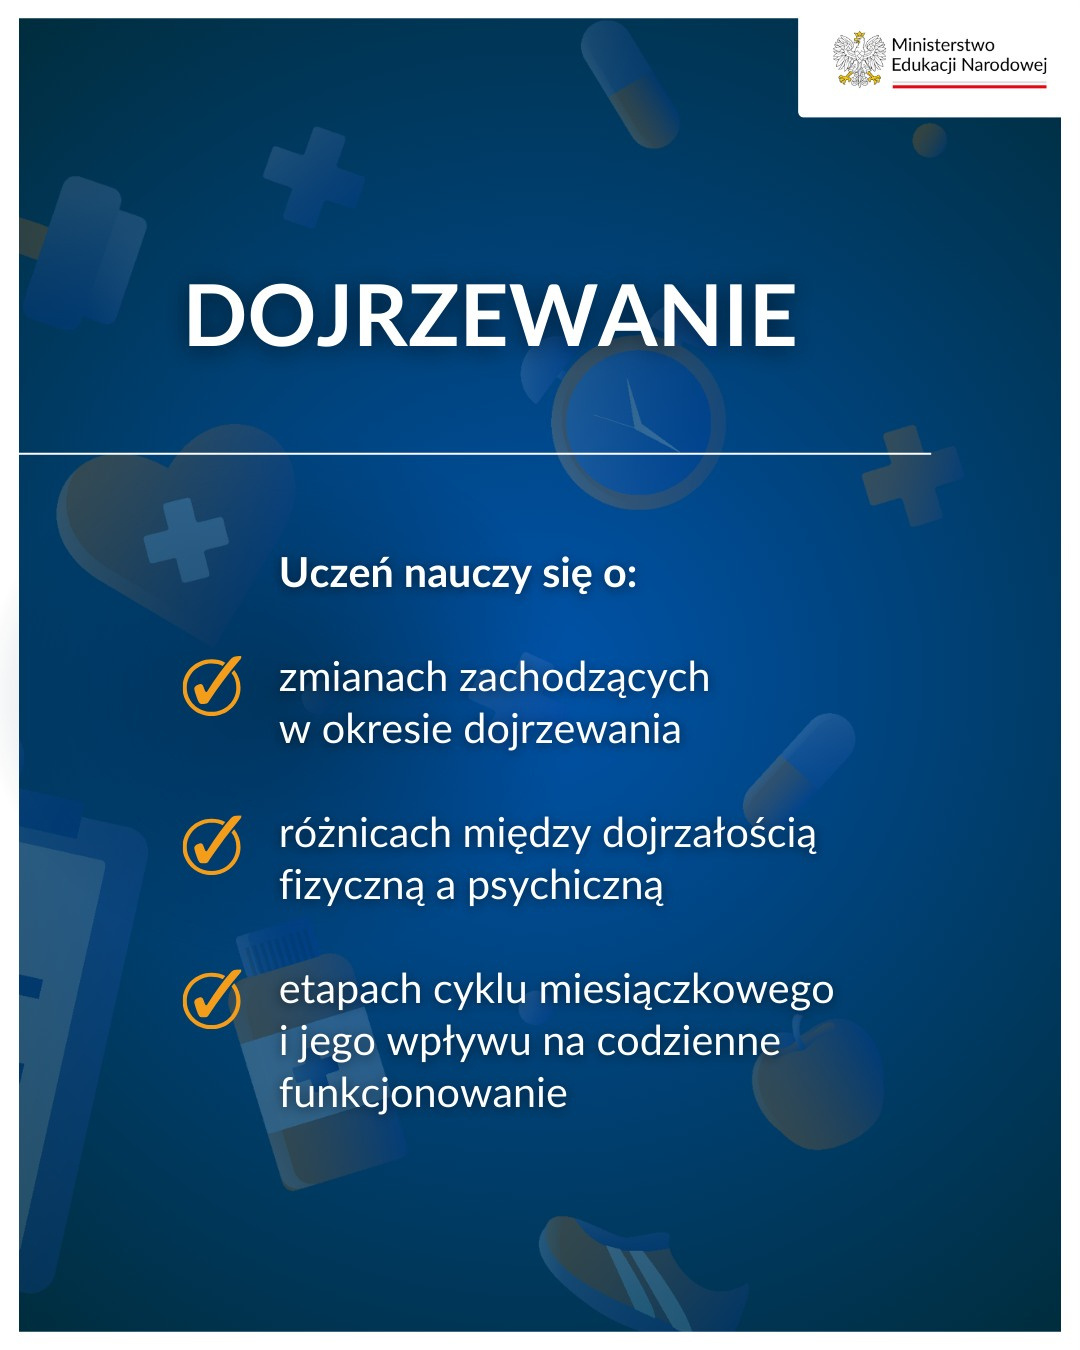 Ministerstwo
Edukacji Narodowej
DOJRZEWANIE
Uczeń nauczy się o:
zmianach zachodzących
w okresie dojrzewania
różnicach między dojrzałością
fizyczną a psychiczną
etapach cyklu miesiączkowego
i jego wpływu na codzienne
funkcjonowanie